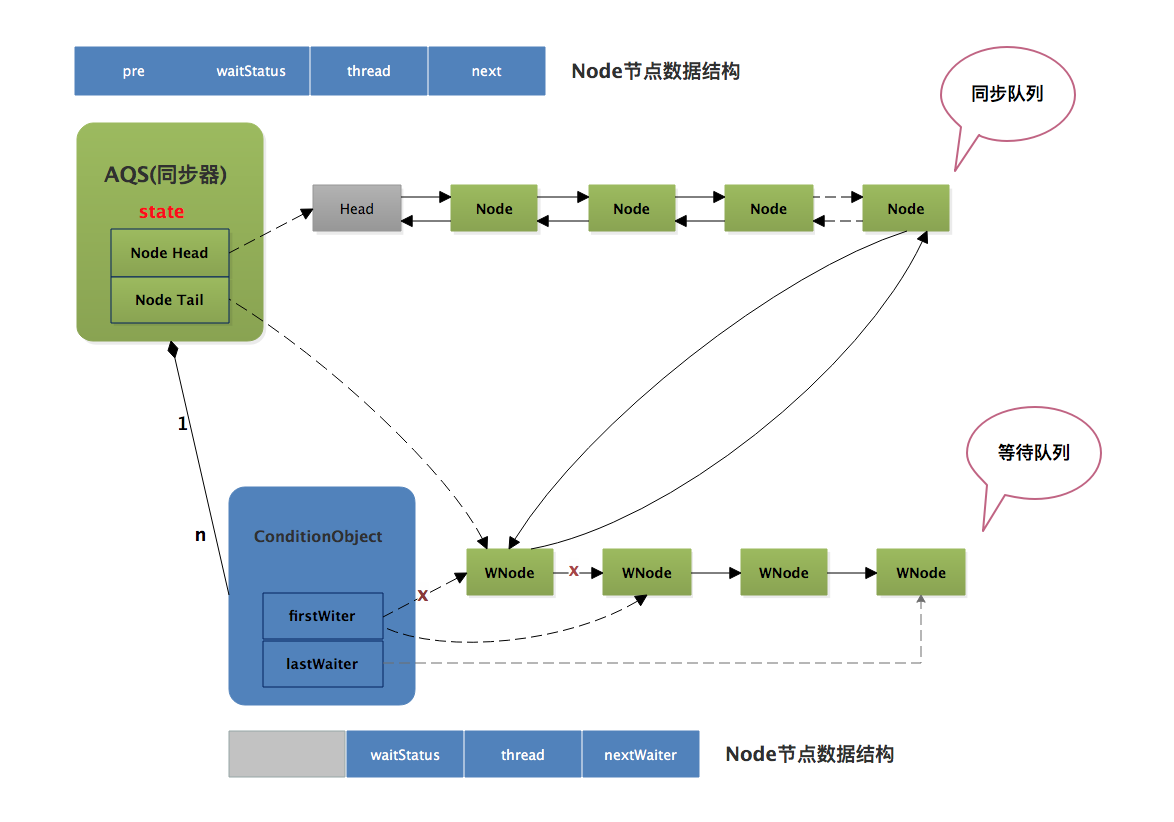 pre waitStatus thread next Node节点数据结构
同步队列
AQS(同步器)
state
Node Head
Node Tail
Head Node Node Node Node
1
n
等待队列
ConditionObject
firstWiter
lastWaiter
x
WNode x WNode WNode WNode
waitStatus thread nextWaiter Node节点数据结构